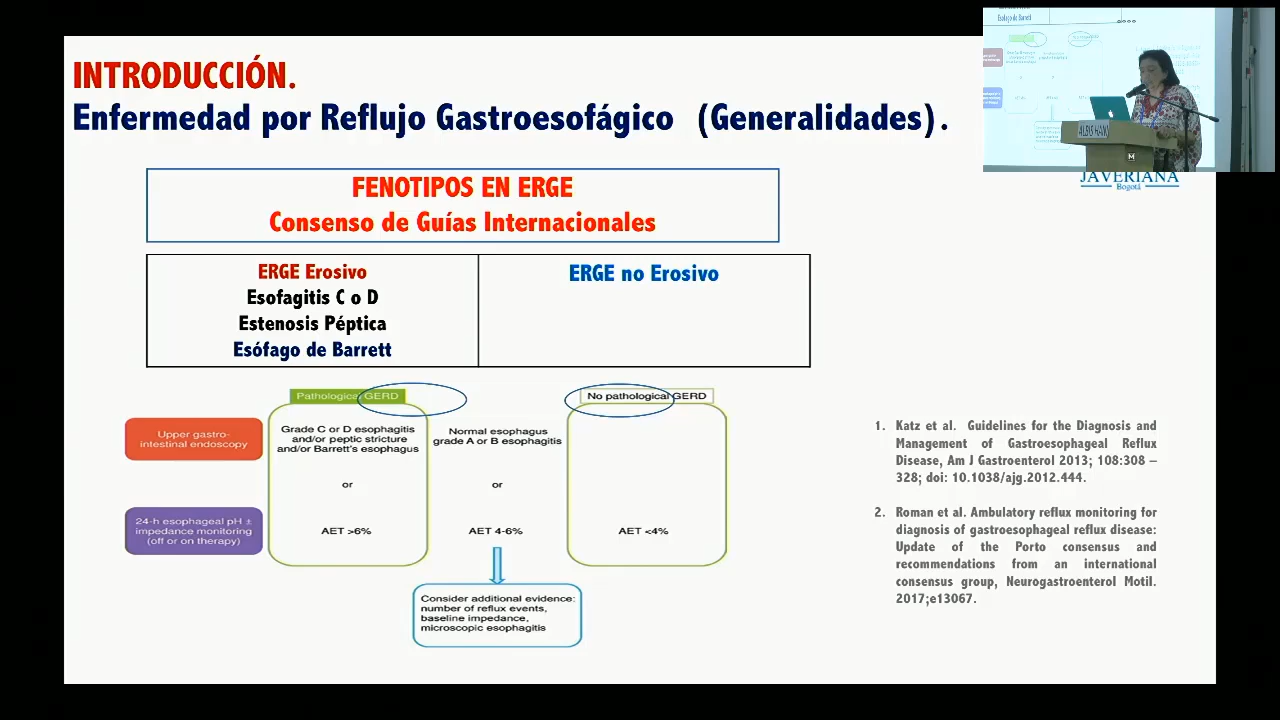 INTRODUCCIÓN.
Enfermedad por Reflujo Gastroesofágico (Generalidades).
FENOTIPOS EN ERGE
Consenso de Guías Internacionales
ERGE Erosivo
Esofagitis C o D
Estenosis Péptica
Esófago de Barrett
ERGE no Erosivo
Pathological GERD
No pathological GERD
Upper gastro-
intestinal endoscopy
Grade C or D esophagitis
and/or peptic stricture
and/or Barrett's esophagus
Normal esophagus
grade A or B esophagitis
or
or
24-h esophageal pH ±
impedance monitoring
(off or on therapy)
AET >6%
AET 4-6%
AET <4%
Consider additional evidence:
number of reflux events,
baseline impedance,
microscopic esophagitis
1. Katz et al. Guidelines for the Diagnosis and
Management of Gastroesophageal Reflux
Disease, Am J Gastroenterol 2013; 108:308 –
328; doi: 10.1038/ajg.2012.444.
2. Roman et al. Ambulatory reflux monitoring for
diagnosis of gastroesophageal reflux disease:
Update of the Porto consensus and
recommendations from an international
consensus group, Neurogastroenterol Motil.
2017;e13067.
Esófago de Barrett
JAVERIANA
Bogotá